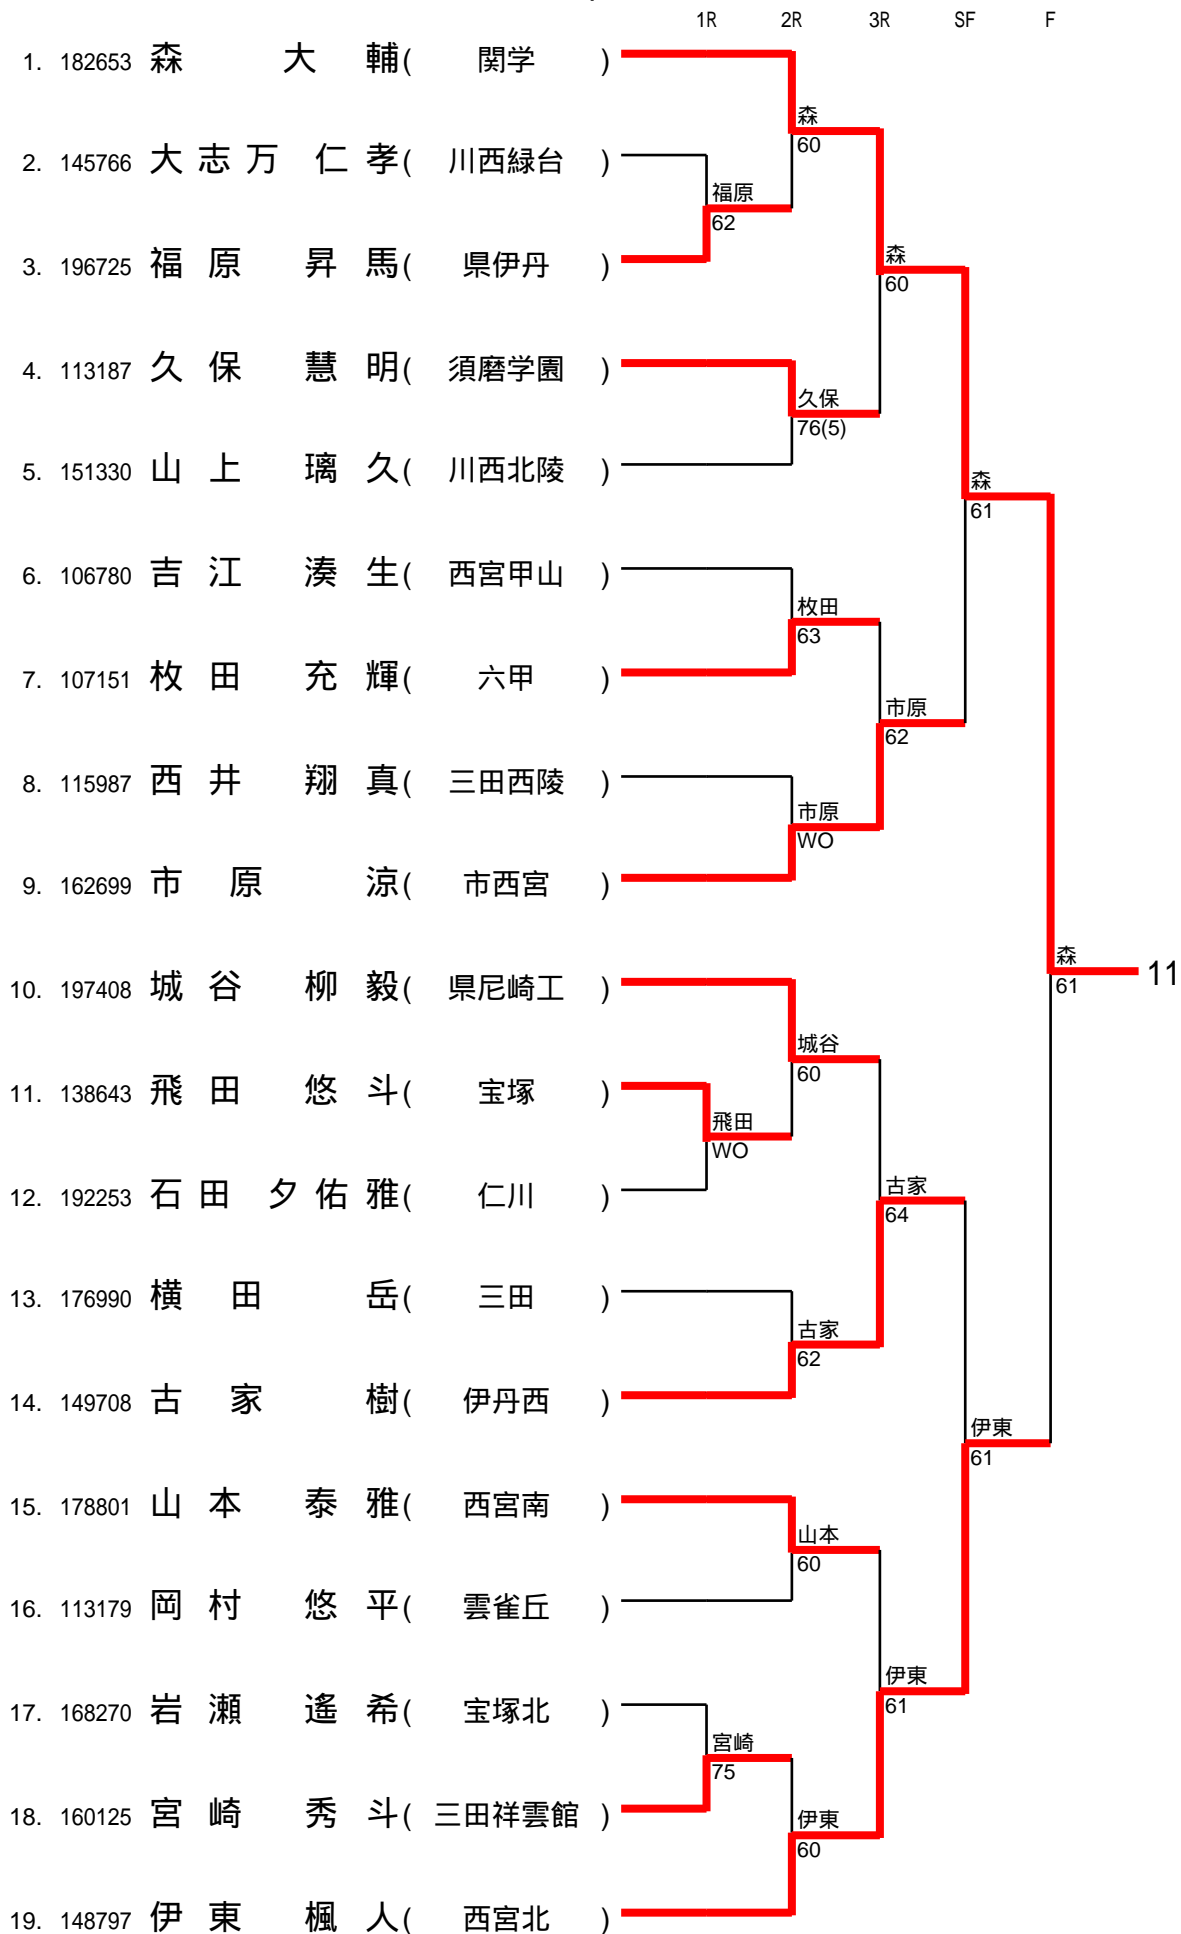 1R 2R 3R SF F
1. 182653 森 大 輔( 関学 )
森
60
2. 145766 大 志 万 仁 孝( 川西緑台 )
福原
62
3. 196725 福 原 昇 馬( 県伊丹 )
森
60
4. 113187 久 保 慧 明( 須磨学園 )
久保
76(5)
5. 151330 山 上 璃 久( 川西北陵 )
森
61
6. 106780 吉 江 湊 生( 西宮甲山 )
枚田
63
7. 107151 枚 田 充 輝( 六甲 )
市原
62
8. 115987 西 井 翔 真( 三田西陵 )
市原
WO
9. 162699 市 原 涼( 市西宮 )
森
61
11
10. 197408 城 谷 柳 毅( 県尼崎工 )
城谷
60
11. 138643 飛 田 悠 斗( 宝塚 )
飛田
WO
12. 192253 石 田 夕 佑 雅( 仁川 )
古家
64
13. 176990 横 田 岳( 三田 )
古家
62
14. 149708 古 家 樹( 伊丹西 )
伊東
61
15. 178801 山 本 泰 雅( 西宮南 )
山本
60
16. 113179 岡 村 悠 平( 雲雀丘 )
伊東
61
17. 168270 岩 瀬 遙 希( 宝塚北 )
宮崎
75
18. 160125 宮 崎 秀 斗( 三田祥雲館 )
伊東
60
19. 148797 伊 東 楓 人( 西宮北 )